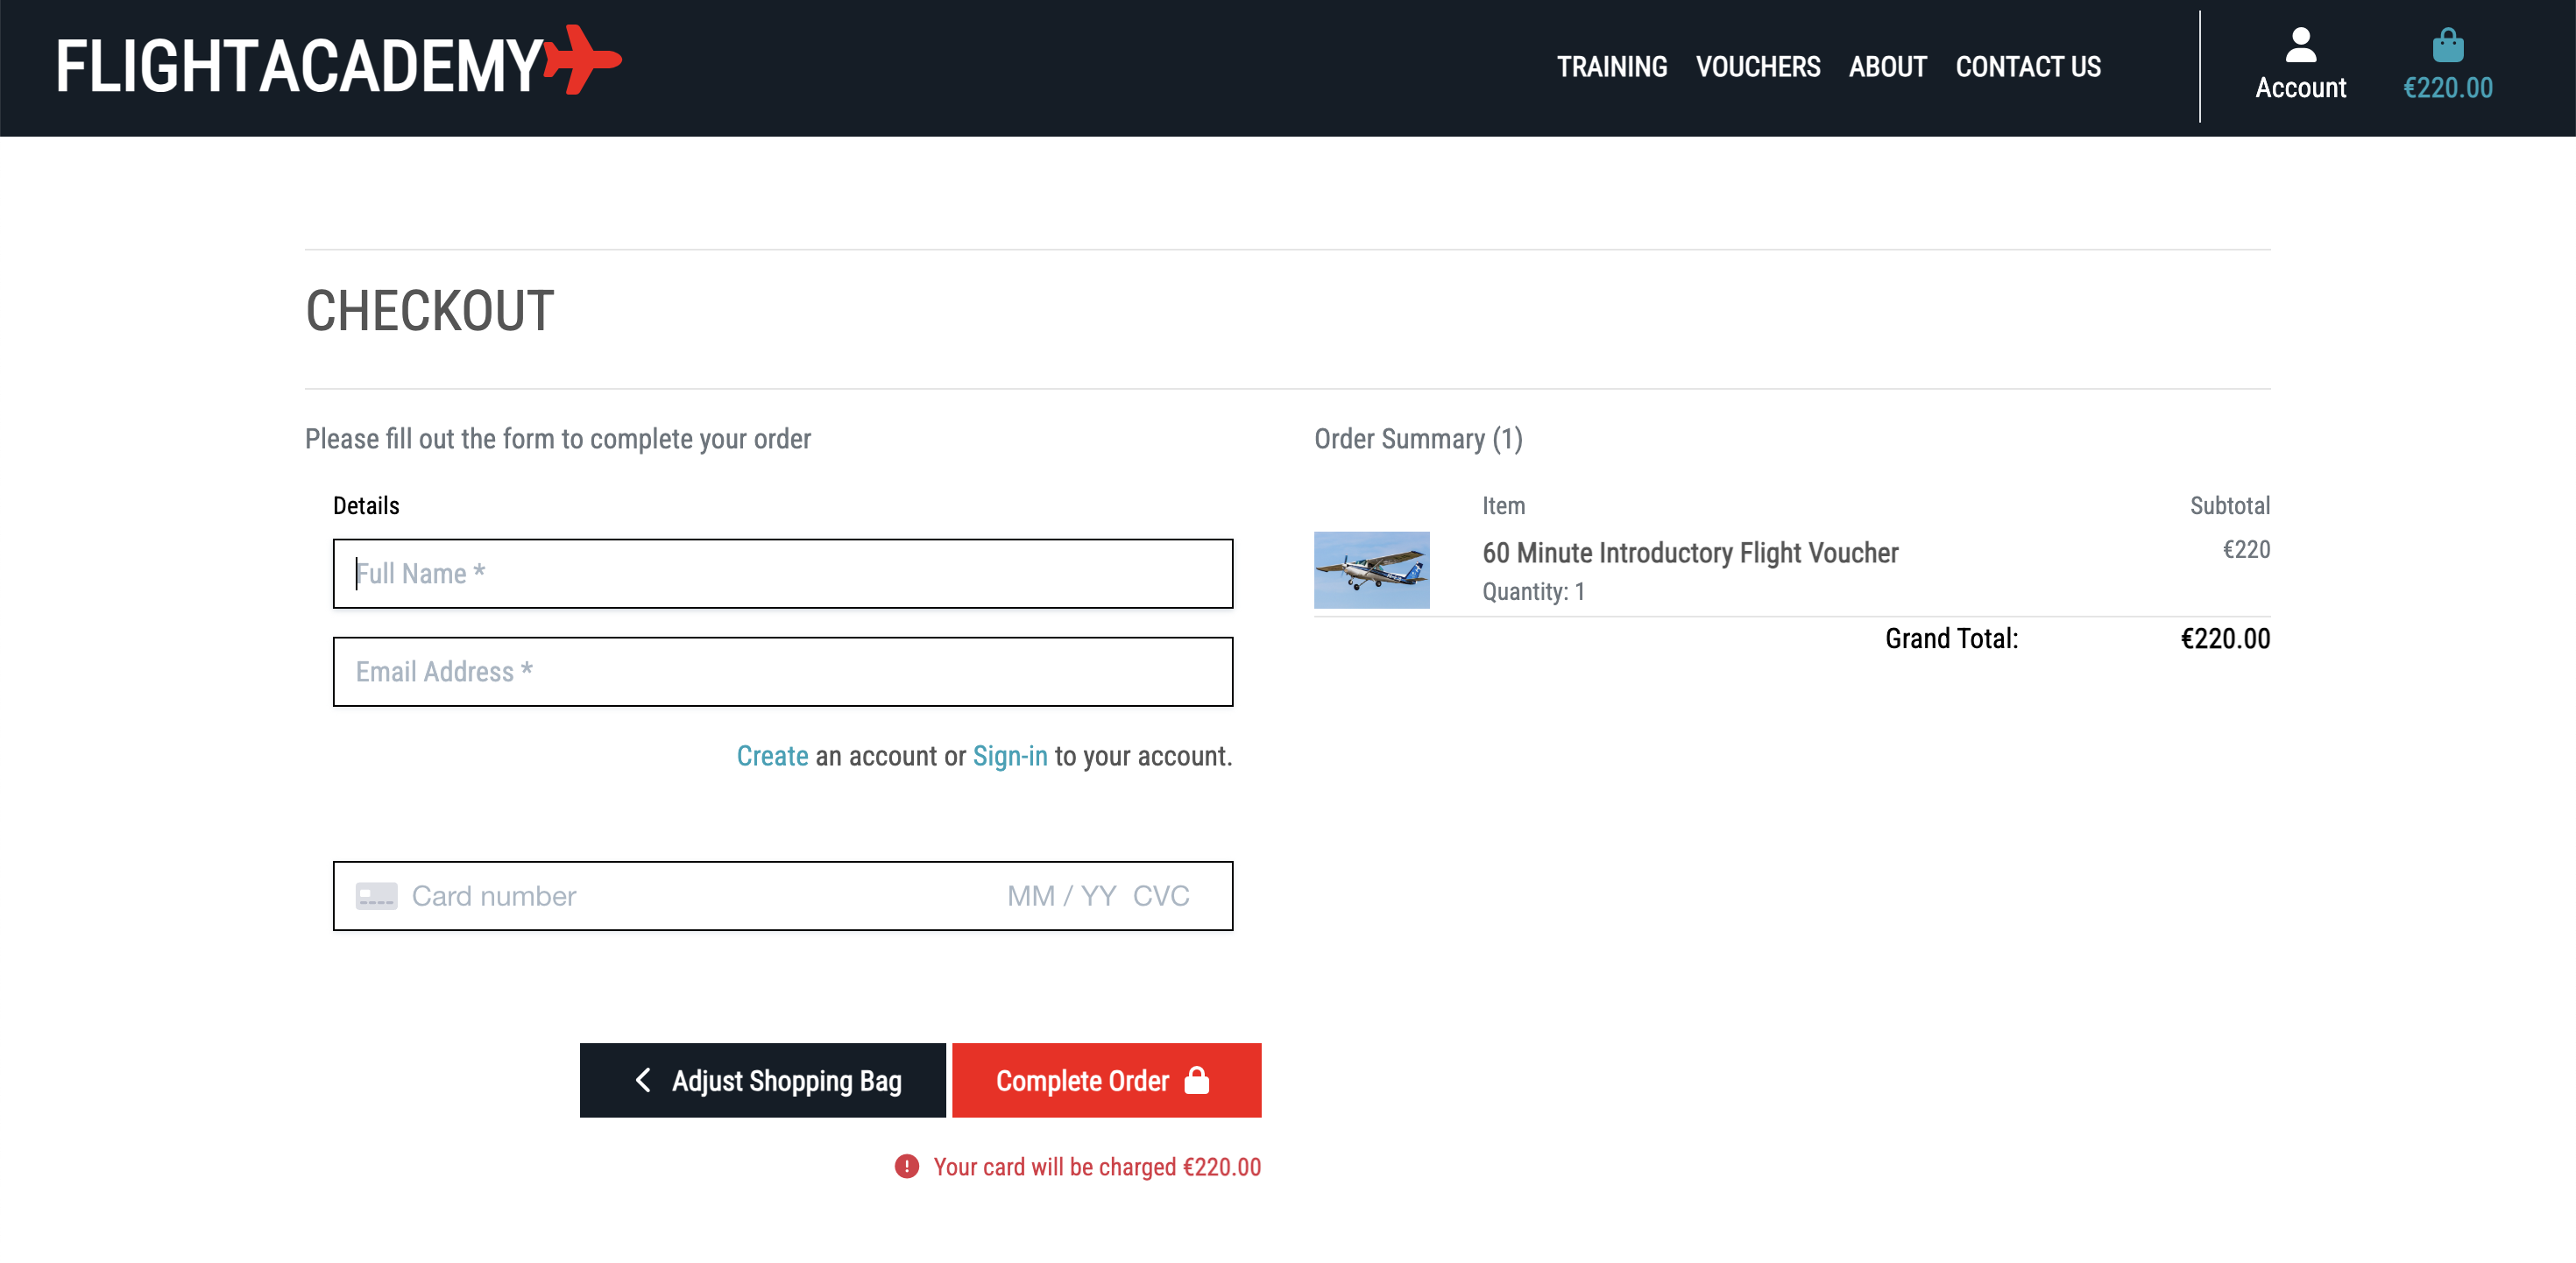 FLIGHTACADEMY
TRAINING VOUCHERS ABOUT CONTACT US
Account
€220.00
CHECKOUT
Please fill out the form to complete your order
Details
Full Name *
Email Address *
Create an account or Sign-in to your account.
Card number MM / YY CVC
Adjust Shopping Bag
Complete Order
Your card will be charged €220.00
Order Summary (1)
Item Subtotal
60 Minute Introductory Flight Voucher €220
Quantity: 1
Grand Total: €220.00